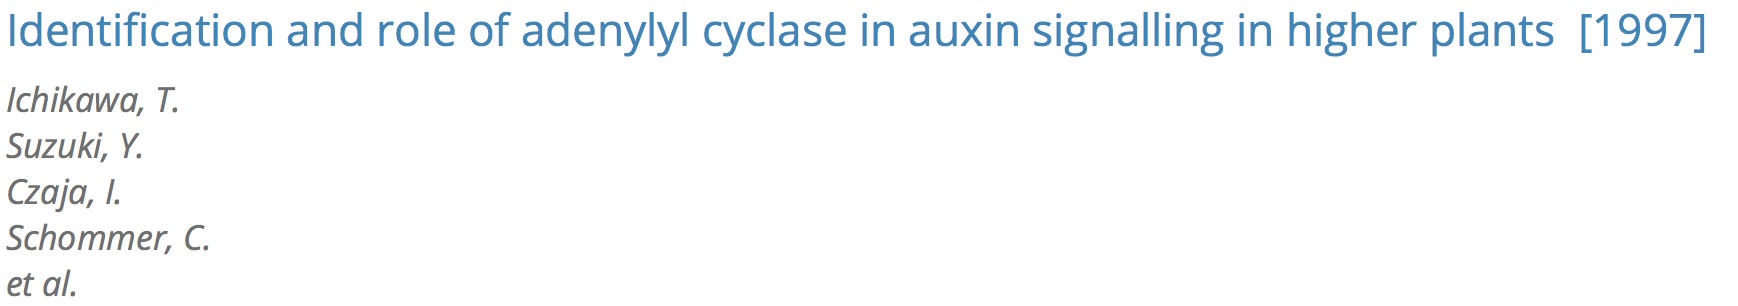 Identification and role of adenylyl cyclase in auxin signalling in higher plants [1997]
Ichikawa, T.
Suzuki, Y.
Czaja, I.
Schommer, C.
et al.